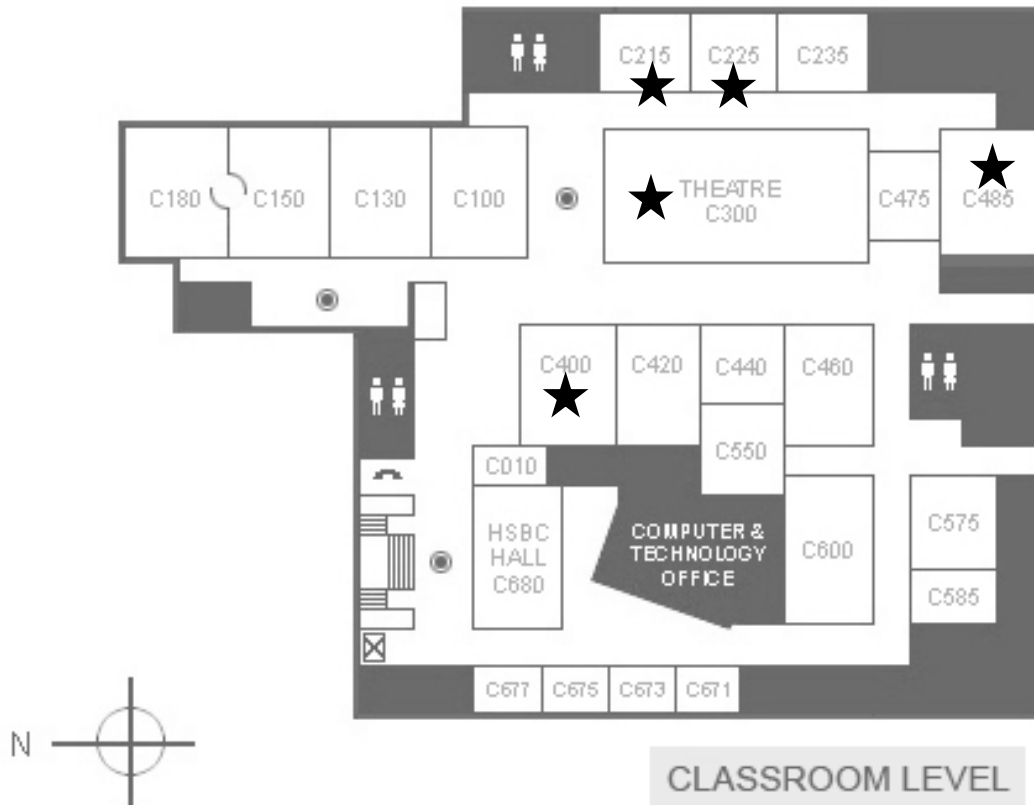 C215
C225
C235
C180
C150
C130
C100
THEATRE
C300
C475
C485
C400
C420
C440
C460
C550
C010
HSBC
HALL
C680
COMPUTER &
TECHNOLOGY
OFFICE
C600
C575
C585
C677
C675
C673
C671
N
CLASSROOM LEVEL